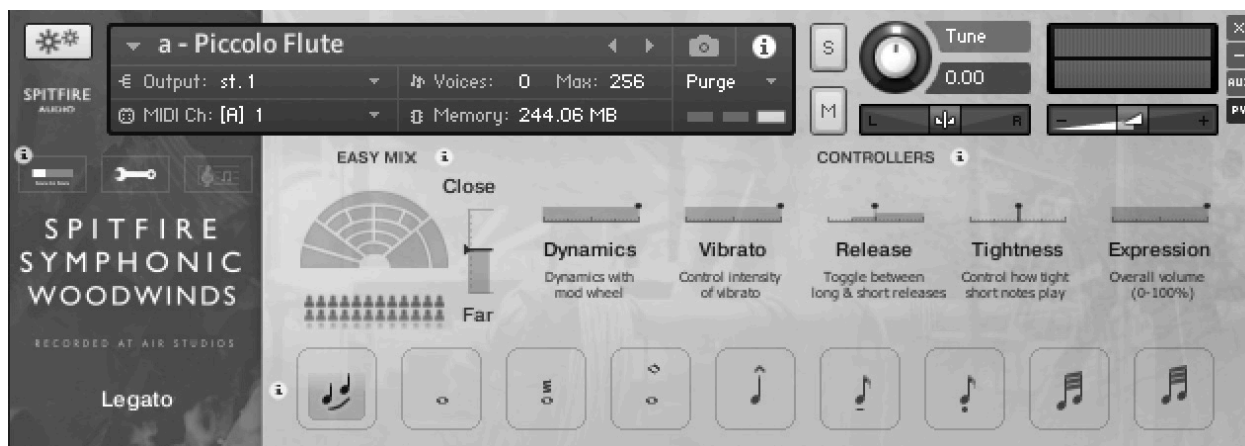 a - Piccolo Flute
Output: st. 1
Voices: 0 Max: 256
Purge
MIDI Ch: [A] 1
Memory: 244.06 MB
S
M
Tune
0.00
L
R
-
+
X
-
AUX
PV
SPITFIRE
AUDIO
SPITFIRE
SYMPHONIC
WOODWINDS
RECORDED AT AIR STUDIOS
Legato
EASY MIX
Close
Far
CONTROLLERS
Dynamics
Dynamics with
mod wheel
Vibrato
Control intensity
of vibrato
Release
Toggle between
long & short releases
Tightness
Control how tight
short notes play
Expression
Overall volume
(0-100%)